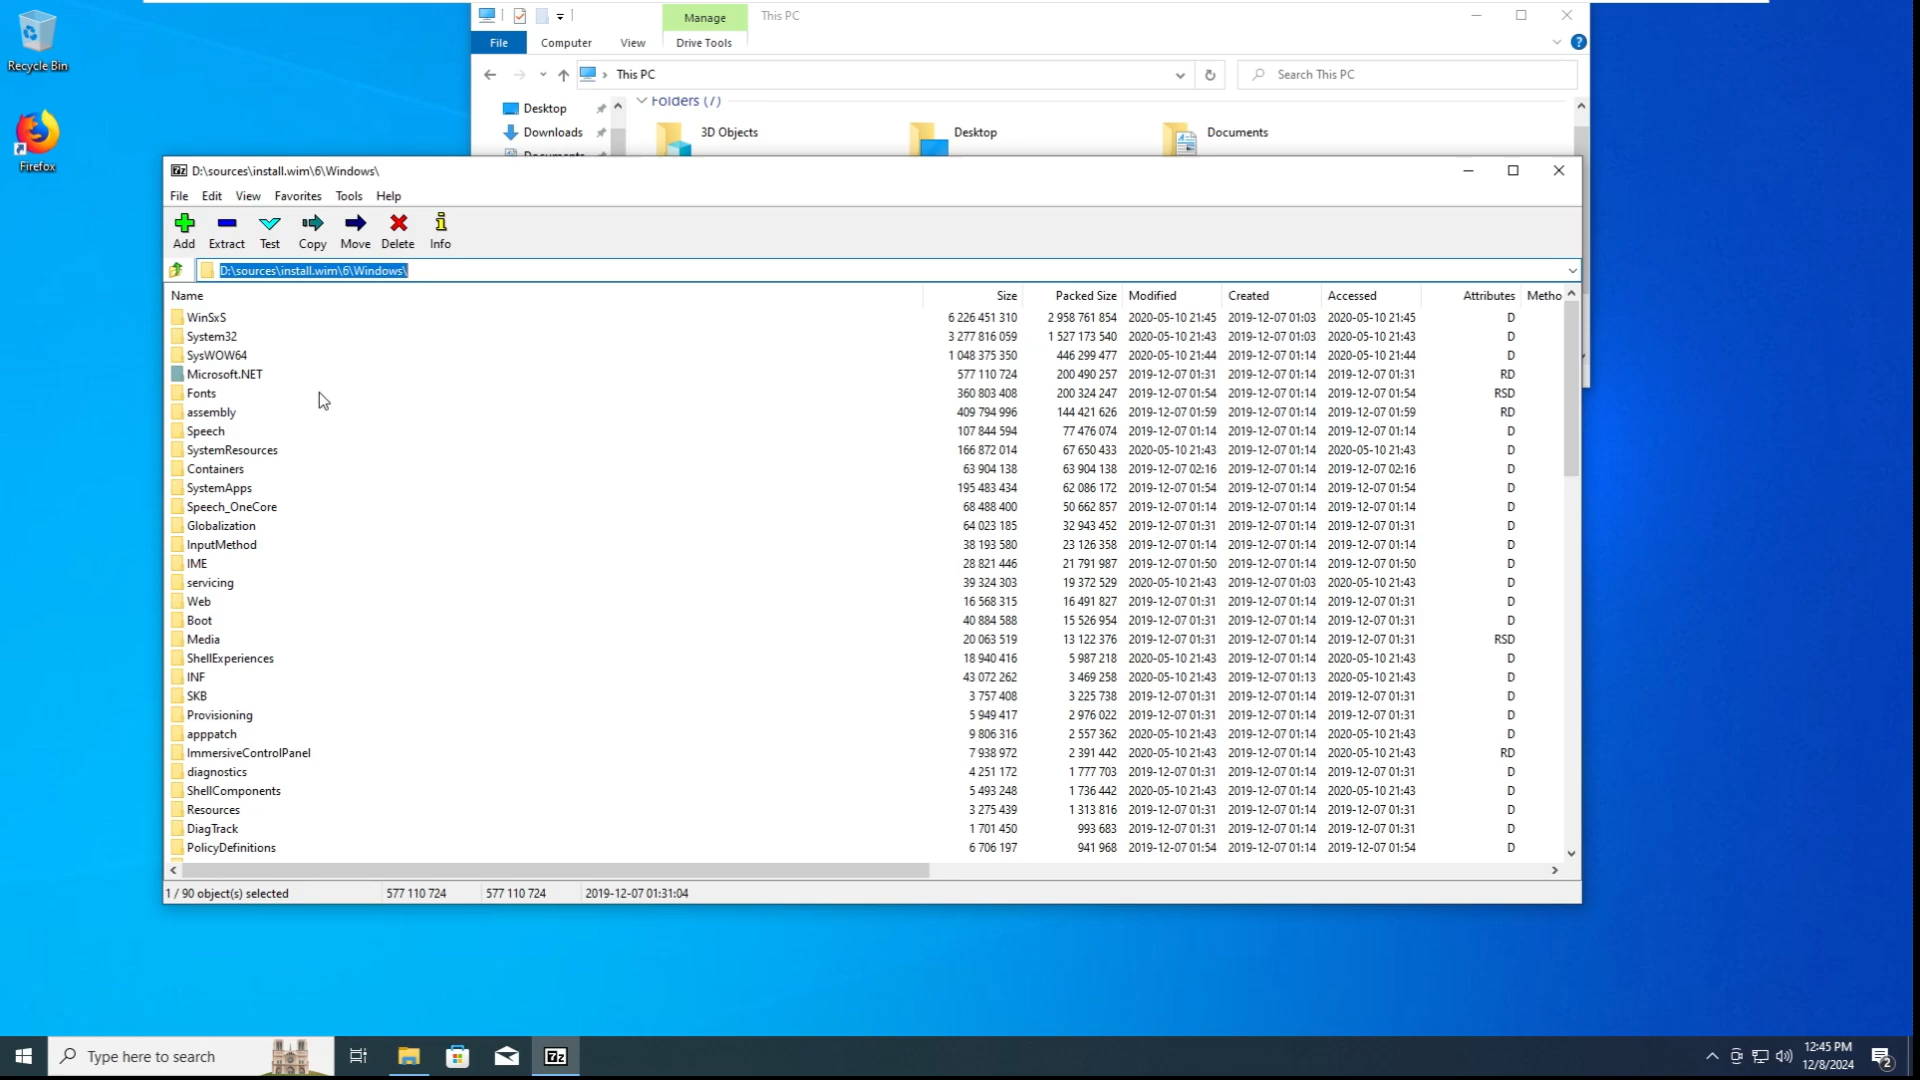 Recycle Bin
Firefox
Manage
This PC
File
Computer
View
Drive Tools
This PC
Search This PC
Desktop
Downloads
Folders (7)
3D Objects
Desktop
Documents
D:\sources\install.wim\6\Windows\
File Edit View Favorites Tools Help
Add Extract Test Copy Move Delete Info
D:\sources\install.wim\6\Windows\
Name Size Packed Size Modified Created Accessed Attributes Metho
WinSxS 6 226 451 310 2 958 761 854 2020-05-10 21:45 2019-12-07 01:03 2020-05-10 21:45 D
System32 3 277 816 059 1 527 173 540 2020-05-10 21:43 2019-12-07 01:03 2020-05-10 21:43 D
SysWOW64 1 048 375 350 446 299 477 2020-05-10 21:44 2019-12-07 01:14 2020-05-10 21:44 D
Microsoft.NET 577 110 724 200 490 257 2019-12-07 01:31 2019-12-07 01:14 2019-12-07 01:31 RD
Fonts 360 803 408 200 324 247 2019-12-07 01:54 2019-12-07 01:14 2019-12-07 01:54 RSD
assembly 409 794 996 144 421 626 2019-12-07 01:59 2019-12-07 01:14 2019-12-07 01:59 RD
Speech 107 844 594 77 476 074 2019-12-07 01:14 2019-12-07 01:14 2019-12-07 01:14 D
SystemResources 166 872 014 67 650 433 2020-05-10 21:43 2019-12-07 01:14 2020-05-10 21:43 D
Containers 63 904 138 63 904 138 2019-12-07 02:16 2019-12-07 01:14 2019-12-07 02:16 D
SystemApps 195 483 434 62 086 172 2019-12-07 01:54 2019-12-07 01:14 2019-12-07 01:54 D
Speech_OneCore 68 488 400 50 662 857 2019-12-07 01:14 2019-12-07 01:14 2019-12-07 01:14 D
Globalization 64 023 185 32 943 452 2019-12-07 01:31 2019-12-07 01:14 2019-12-07 01:31 D
InputMethod 38 193 580 23 126 358 2019-12-07 01:14 2019-12-07 01:14 2019-12-07 01:14 D
IME 28 821 446 21 791 987 2019-12-07 01:50 2019-12-07 01:14 2019-12-07 01:50 D
servicing 39 324 303 19 372 529 2020-05-10 21:43 2019-12-07 01:03 2020-05-10 21:43 D
Web 16 568 315 16 491 827 2019-12-07 01:31 2019-12-07 01:14 2019-12-07 01:31 D
Boot 40 884 588 15 526 954 2019-12-07 01:31 2019-12-07 01:14 2019-12-07 01:31 D
Media 20 063 519 13 122 376 2019-12-07 01:31 2019-12-07 01:14 2019-12-07 01:31 RSD
ShellExperiences 18 940 416 5 987 218 2020-05-10 21:43 2019-12-07 01:14 2020-05-10 21:43 D
INF 43 072 262 3 469 258 2020-05-10 21:43 2019-12-07 01:13 2020-05-10 21:43 D
SKB 3 757 408 3 225 738 2019-12-07 01:31 2019-12-07 01:14 2019-12-07 01:31 D
Provisioning 5 949 417 2 976 022 2019-12-07 01:31 2019-12-07 01:14 2019-12-07 01:31 D
apppatch 9 806 316 2 557 362 2020-05-10 21:43 2019-12-07 01:14 2020-05-10 21:43 D
ImmersiveControlPanel 7 938 972 2 391 442 2020-05-10 21:43 2019-12-07 01:14 2020-05-10 21:43 RD
diagnostics 4 251 172 1 777 703 2019-12-07 01:31 2019-12-07 01:14 2019-12-07 01:31 D
ShellComponents 5 493 248 1 736 442 2020-05-10 21:43 2019-12-07 01:14 2020-05-10 21:43 D
Resources 3 275 439 1 313 816 2019-12-07 01:31 2019-12-07 01:14 2019-12-07 01:31 D
DiagTrack 1 701 450 993 683 2019-12-07 01:31 2019-12-07 01:14 2019-12-07 01:31 D
PolicyDefinitions 6 706 197 941 968 2019-12-07 01:54 2019-12-07 01:14 2019-12-07 01:54 D
1 / 90 object(s) selected 577 110 724 577 110 724 2019-12-07 01:31:04
Type here to search
7z
12:45 PM
12/8/2024
2